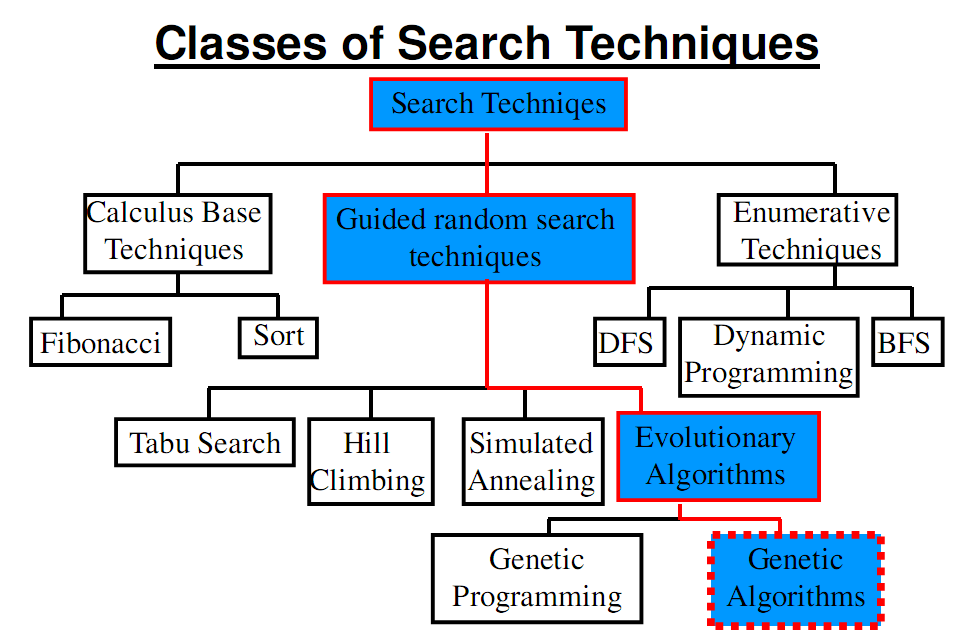 Classes of Search Techniques
Search Techniqes
Calculus Base
Techniques
Guided random search
techniques
Enumerative
Techniques
Fibonacci
Sort
DFS
Dynamic
Programming
BFS
Tabu Search
Hill
Climbing
Simulated
Annealing
Evolutionary
Algorithms
Genetic
Programming
Genetic
Algorithms